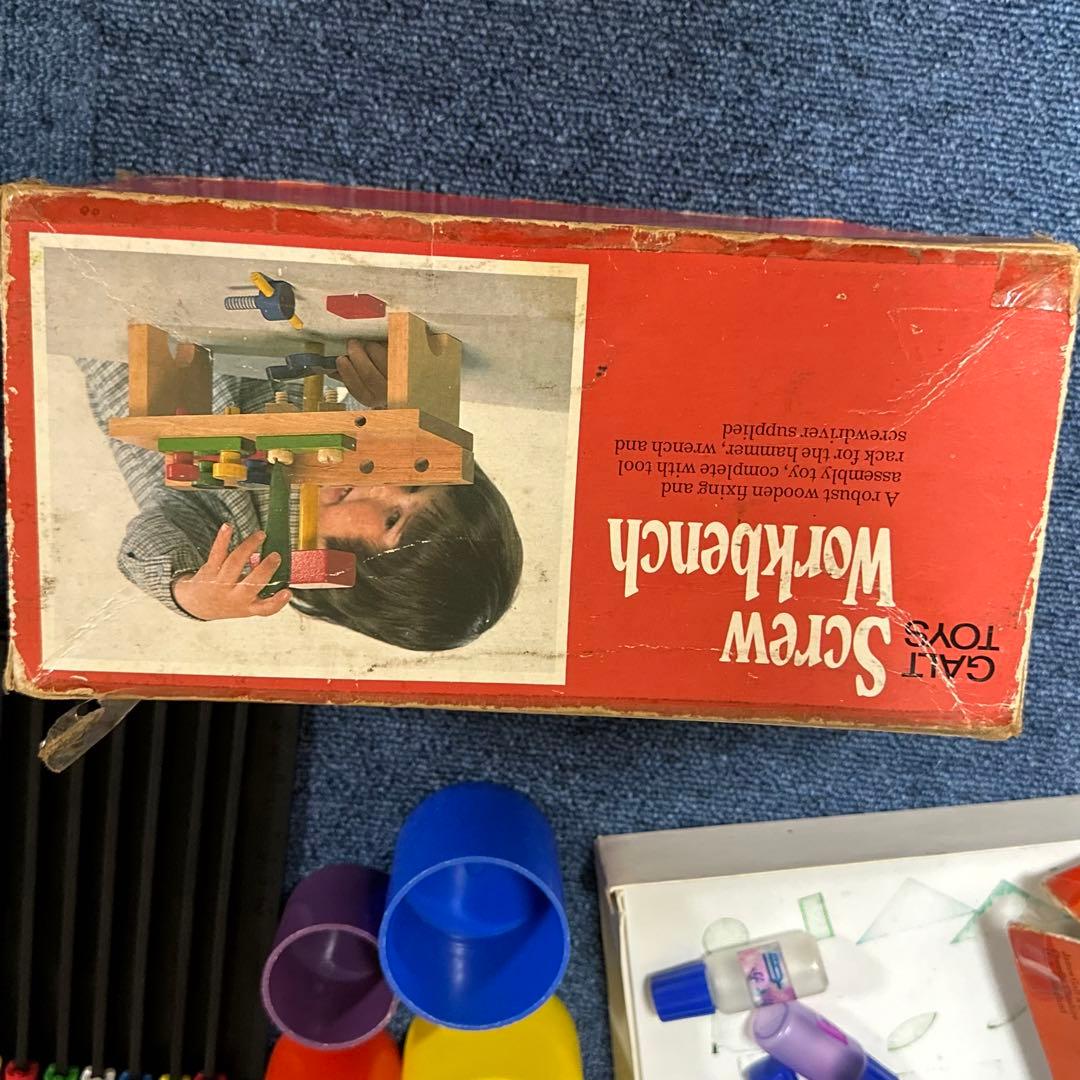 GALT
TOYS
Screw
Workbench
A robust wooden fixing and
assembly toy, complete with tool
rack for the hammer, wrench and
screwdriver supplied